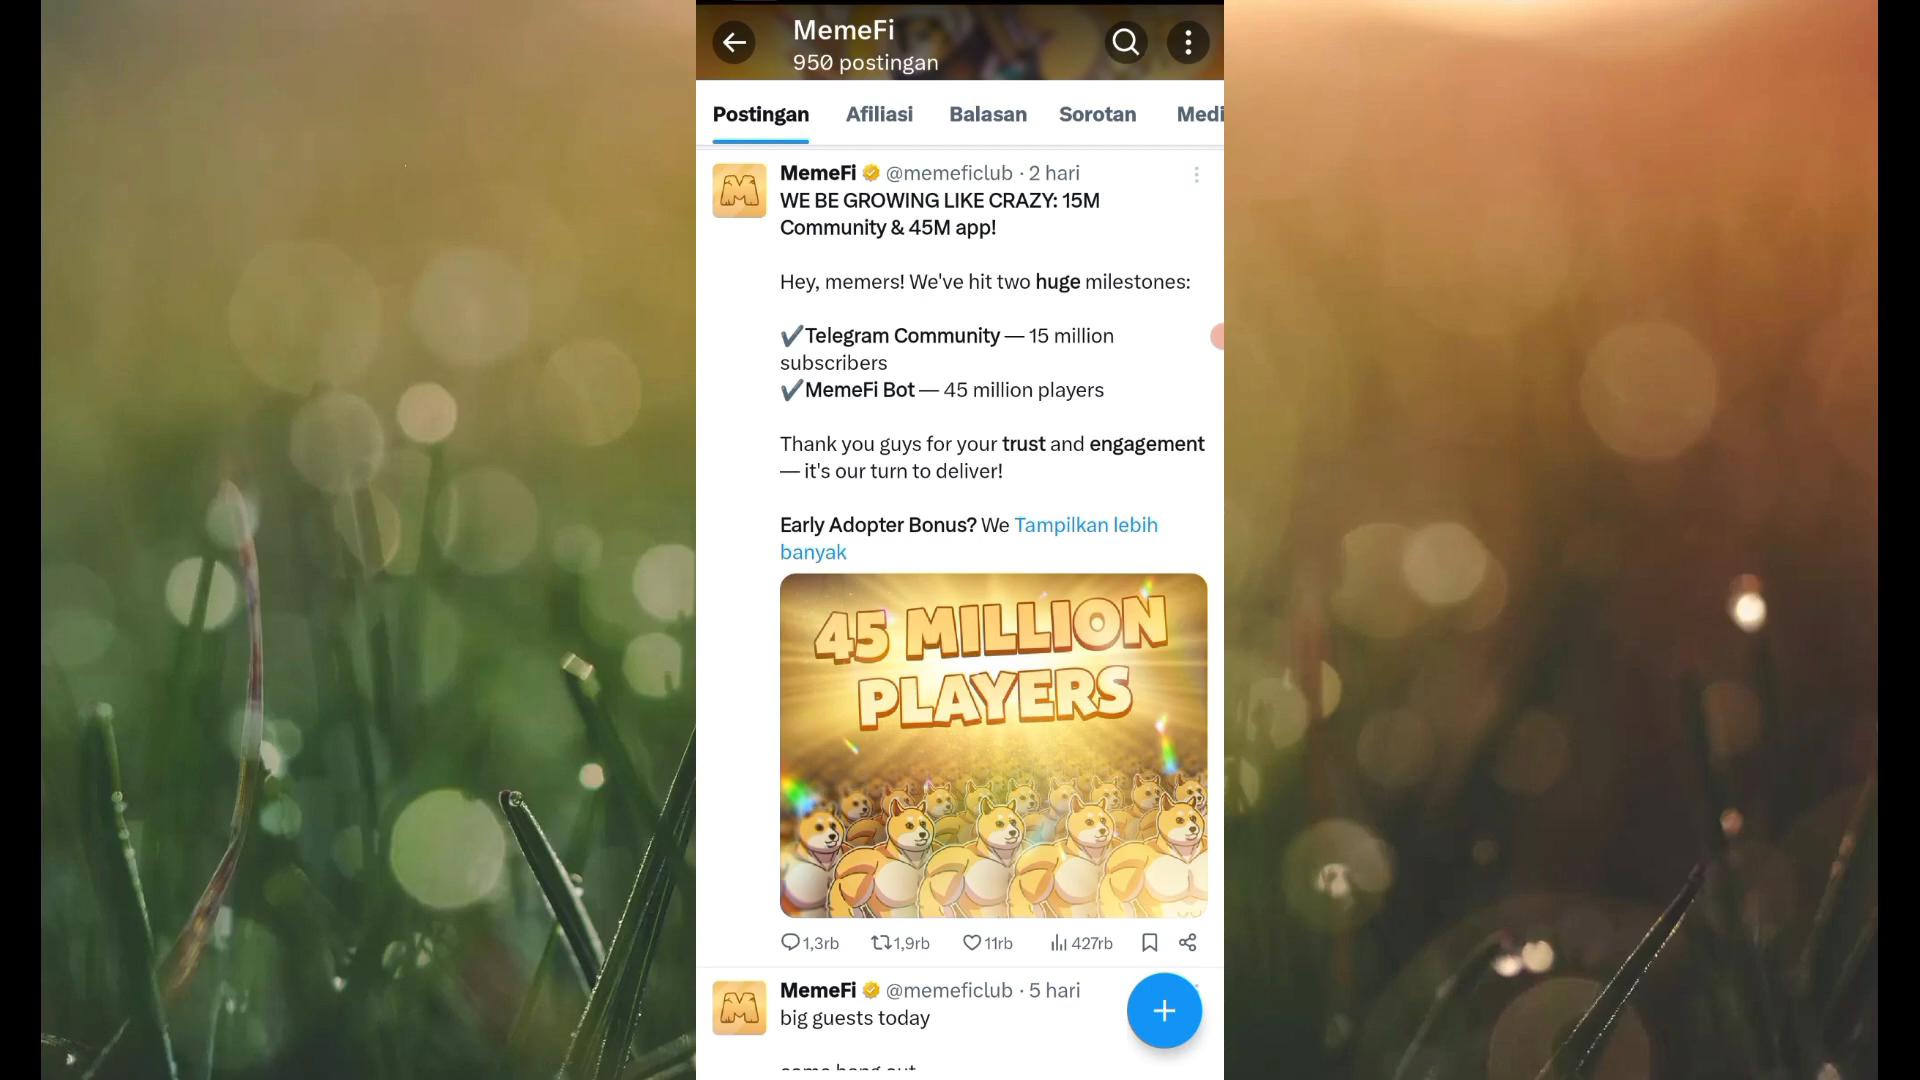 MemeFi
950 postingan
Postingan Afiliasi Balasan Sorotan Medi
MemeFi @memeficlub · 2 hari
WE BE GROWING LIKE CRAZY: 15M
Community & 45M app!
Hey, memers! We've hit two huge milestones:
✔Telegram Community — 15 million
subscribers
✔MemeFi Bot — 45 million players
Thank you guys for your trust and engagement
— it's our turn to deliver!
Early Adopter Bonus? We Tampilkan lebih
banyak
45 MILLION
PLAYERS
1,3rb 1,9rb 11rb 427rb
MemeFi @memeficlub · 5 hari
big guests today